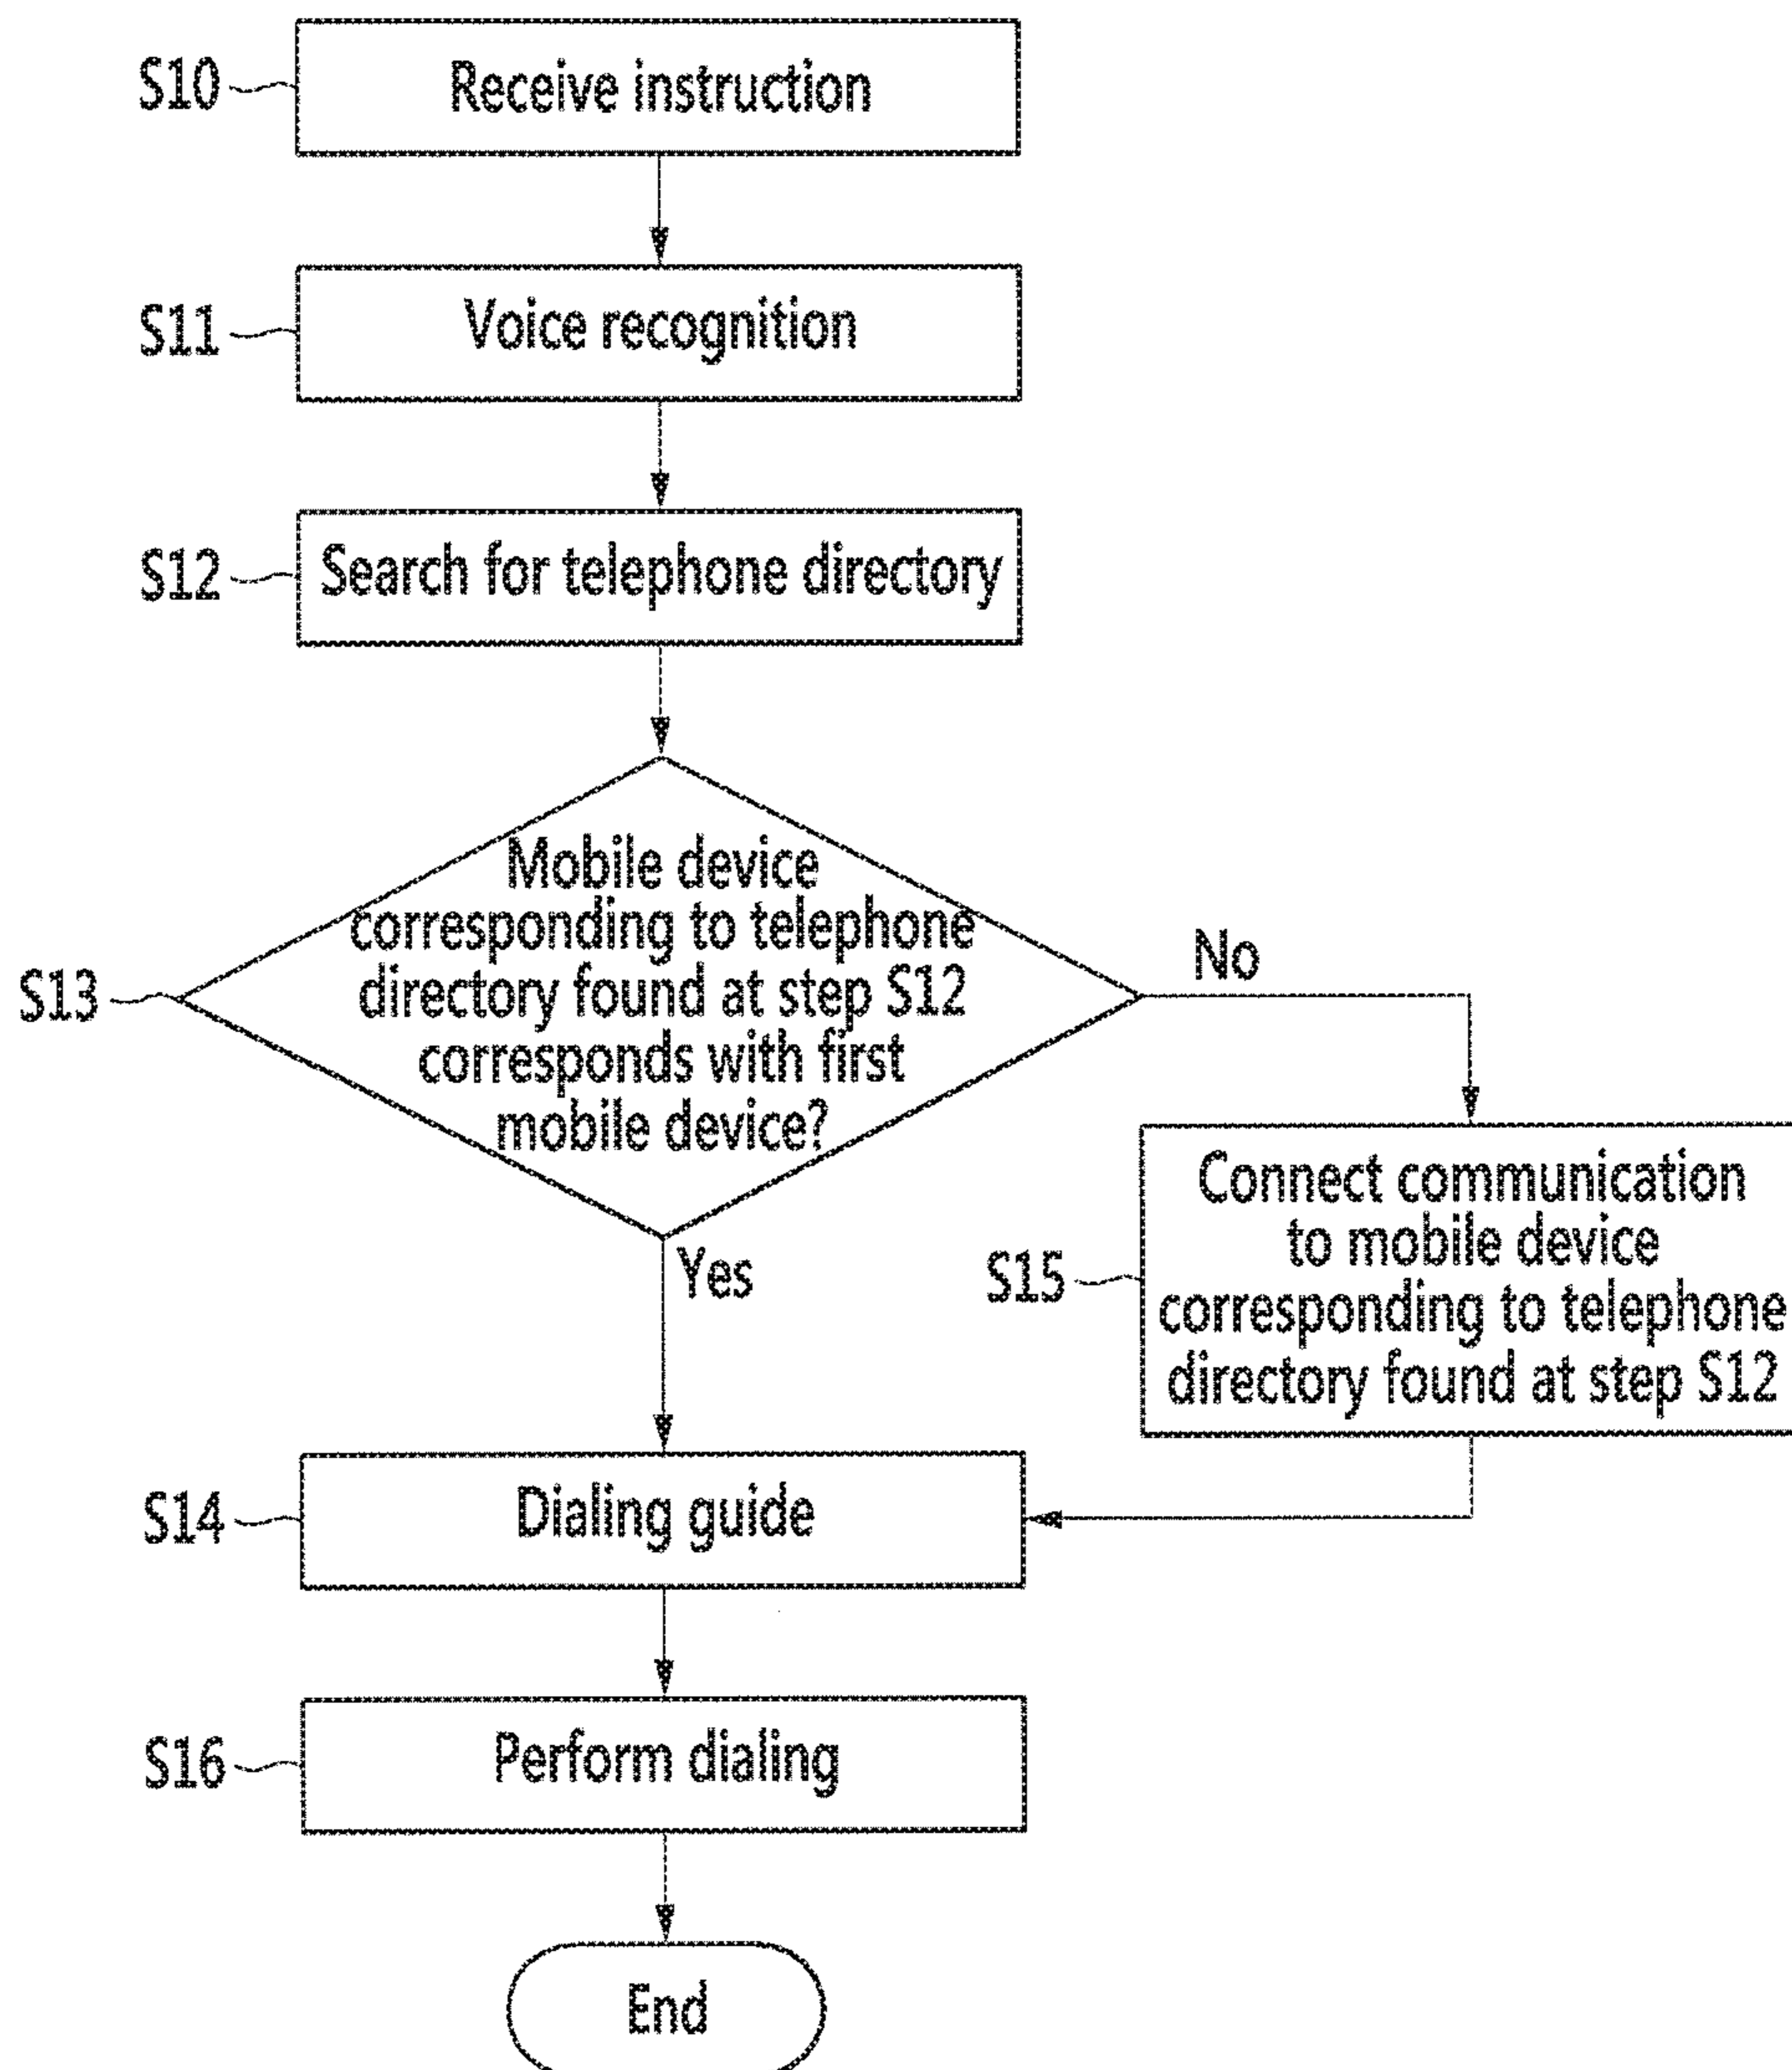 S10
Receive instruction
S11
Voice recognition
S12
Search for telephone directory
S13
Mobile device
corresponding to telephone
directory found at step S12
corresponds with first
mobile device?
No
Yes
S15
Connect communication
to mobile device
corresponding to telephone
directory found at step S12
S14
Dialing guide
S16
Perform dialing
End